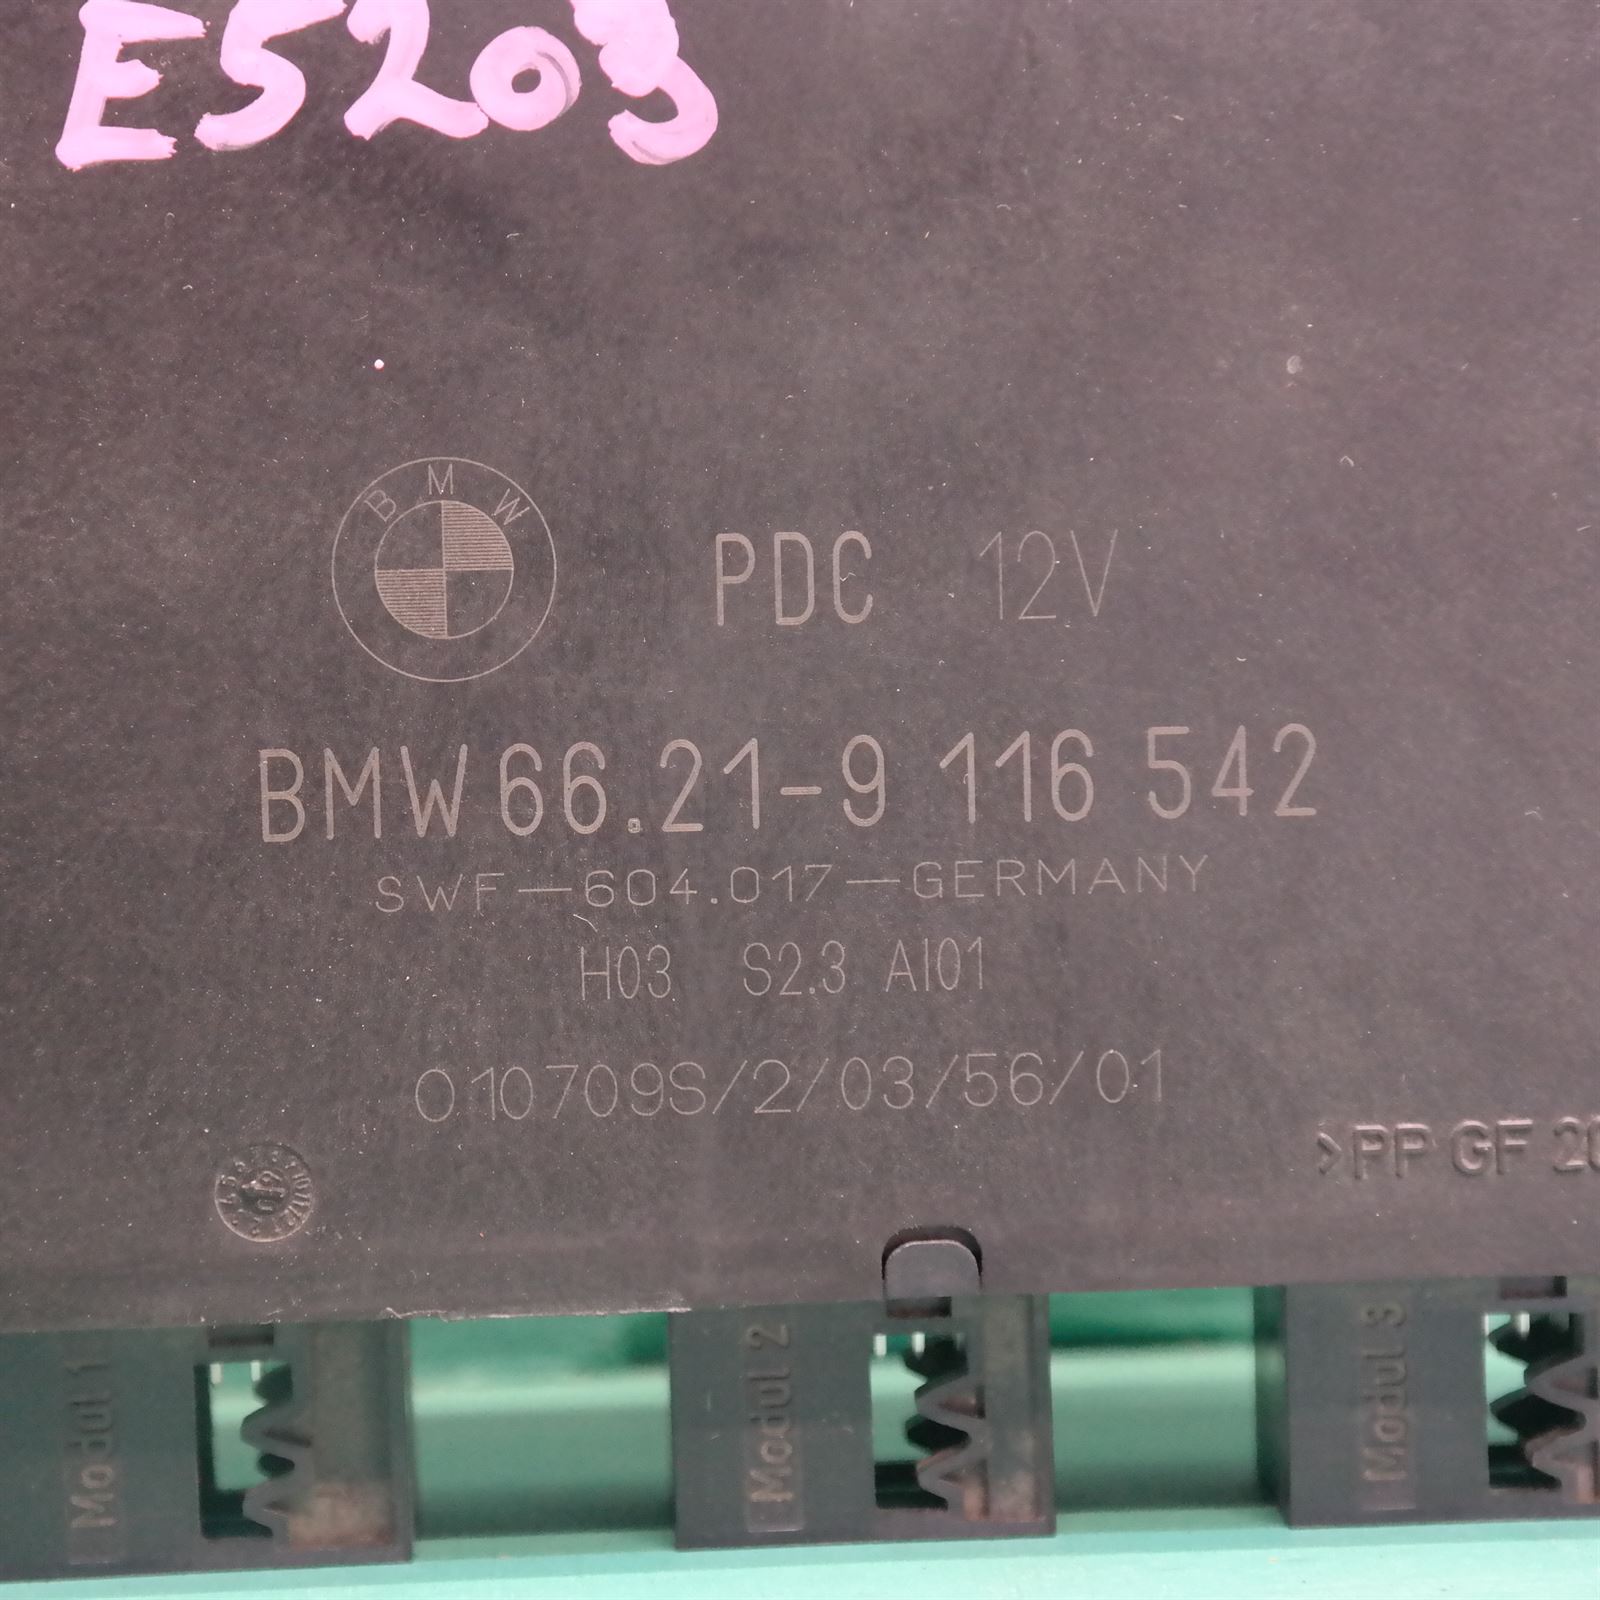 E5203
BMW
PDC 12V
BMW 66.21-9 116 542
SWF-604.017-GERMANY
H03 S2.3 AI01
010709S/2/03/56/01
>PP GF 20
Modul 1
Modul 2
Modul 3